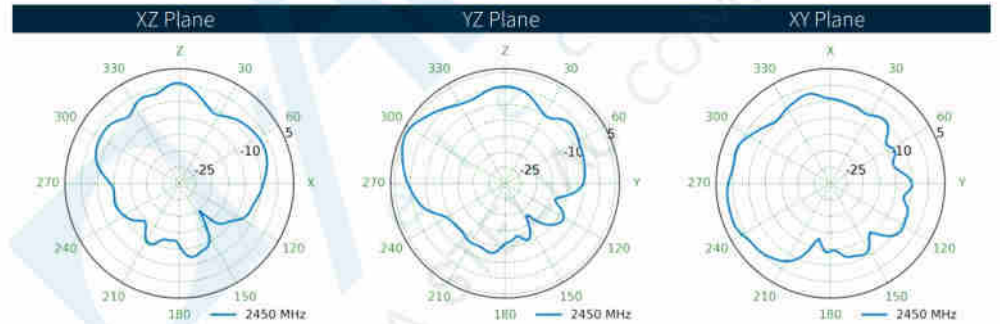 XZ Plane YZ Plane XY Plane
Z Z X
330 30 330 30 330 30
300 60 300 60 300 60
5 5 5
-10 -10 -10
-25 -25 -25
270 X 270 Y 270 Y
240 120 240 120 240 120
210 150 210 150 210 150
180 2450 MHz 180 2450 MHz 180 2450 MHz